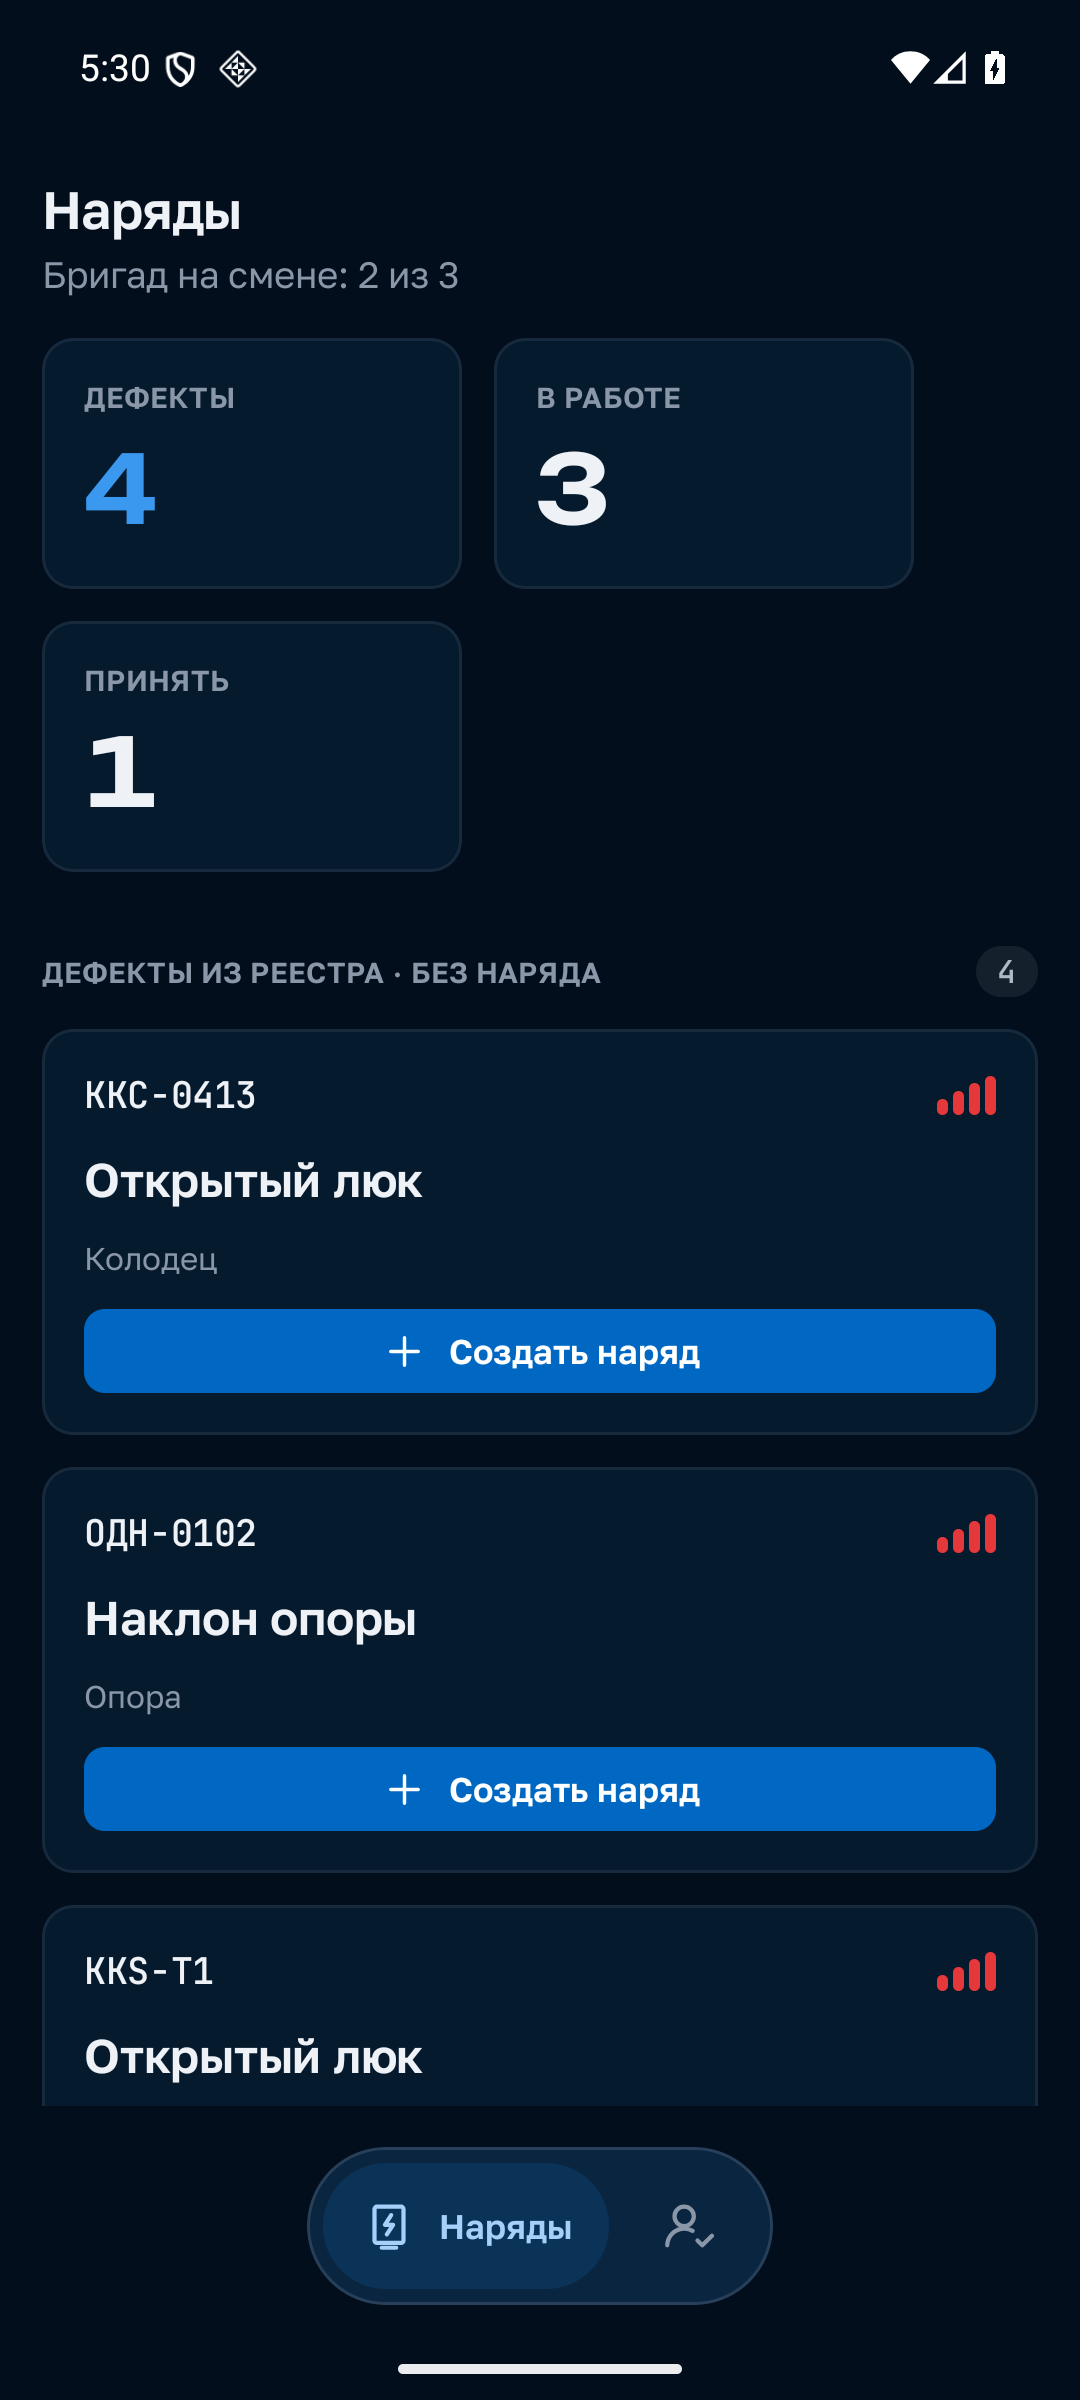 5:30
Наряды
Бригад на смене: 2 из 3
ДЕФЕКТЫ
4
В РАБОТЕ
3
ПРИНЯТЬ
1
ДЕФЕКТЫ ИЗ РЕЕСТРА · БЕЗ НАРЯДА
4
ККС-0413
Открытый люк
Колодец
Создать наряд
ОДН-0102
Наклон опоры
Опора
Создать наряд
KKS-T1
Открытый люк
Наряды